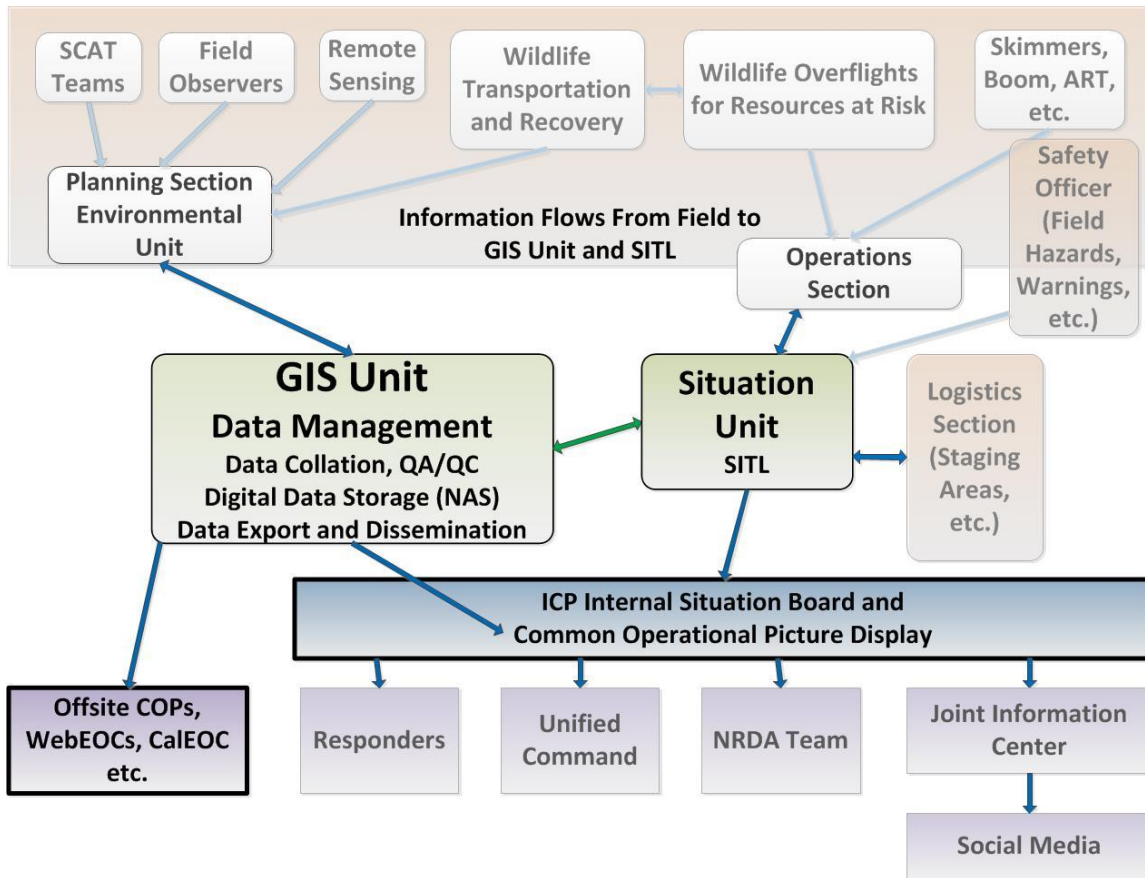 SCAT
Teams
Field
Observers
Remote
Sensing
Wildlife
Transportation
and Recovery
Wildlife Overflights
for Resources at Risk
Skimmers,
Boom, ART,
etc.
Planning Section
Environmental
Unit
Information Flows From Field to
GIS Unit and SITL
Operations
Section
Safety
Officer
(Field
Hazards,
Warnings,
etc.)
GIS Unit
Data Management
Data Collation, QA/QC
Digital Data Storage (NAS)
Data Export and Dissemination
Situation
Unit
SITL
Logistics
Section
(Staging
Areas,
etc.)
ICP Internal Situation Board and
Common Operational Picture Display
Offsite COPs,
WebEOCs, CalEOC
etc.
Responders
Unified
Command
NRDA Team
Joint Information
Center
Social Media